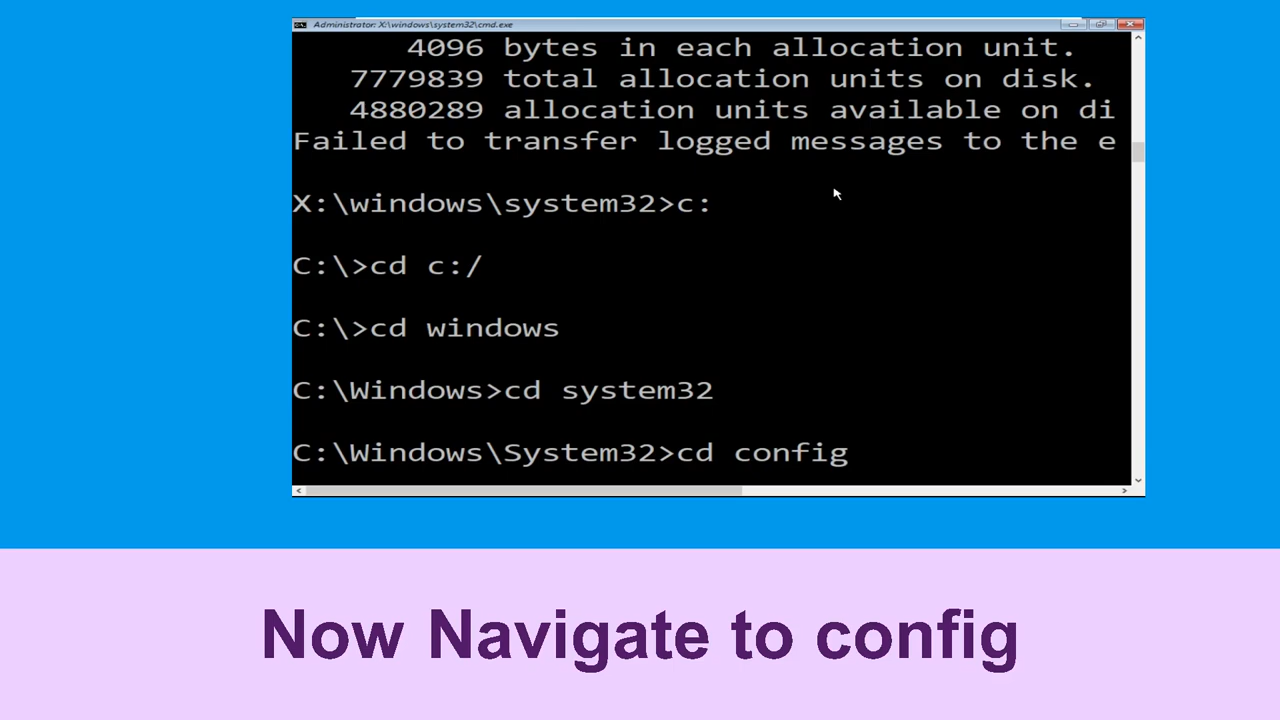 Administrator: X:\windows\system32\cmd.exe
4096 bytes in each allocation unit.
7779839 total allocation units on disk.
4880289 allocation units available on di
Failed to transfer logged messages to the e
X:\windows\system32>c:
C:\>cd c:/
C:\>cd windows
C:\Windows>cd system32
C:\Windows\System32>cd config
Now Navigate to config